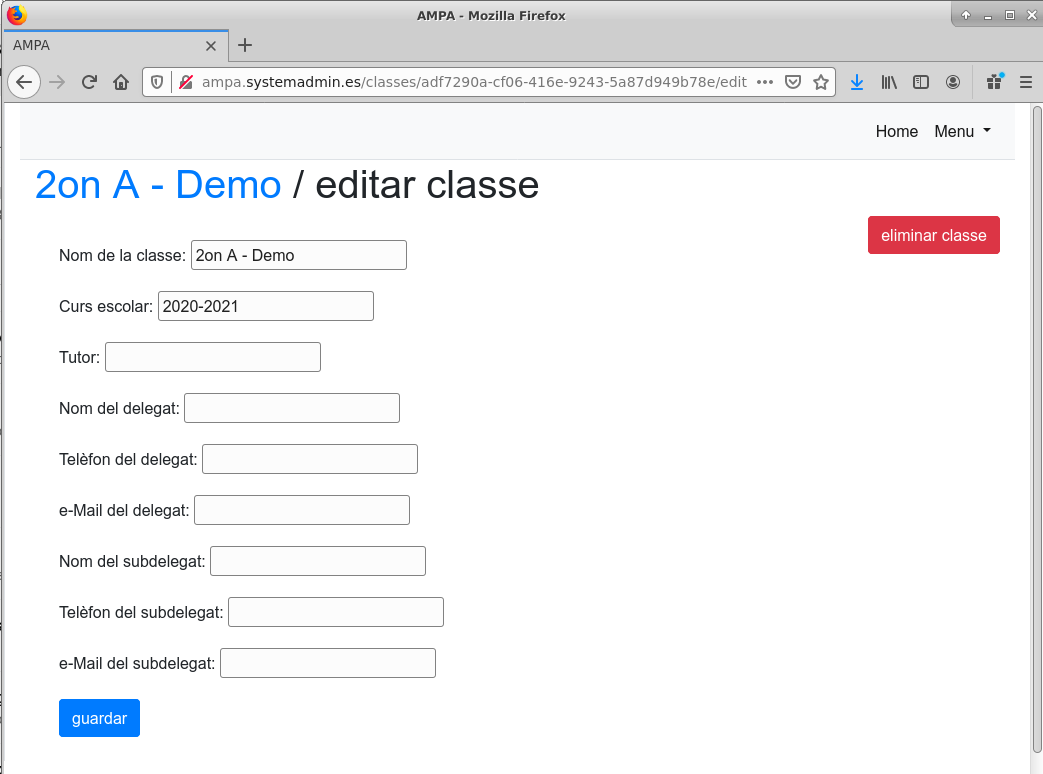 AMPA - Mozilla Firefox
AMPA
ampa.systemadmin.es/classes/adf7290a-cf06-416e-9243-5a87d949b78e/edit
Home Menu
2on A - Demo / editar classe
eliminar classe
Nom de la classe: 2on A - Demo
Curs escolar: 2020-2021
Tutor:
Nom del delegat:
Telèfon del delegat:
e-Mail del delegat:
Nom del subdelegat:
Telèfon del subdelegat:
e-Mail del subdelegat:
guardar